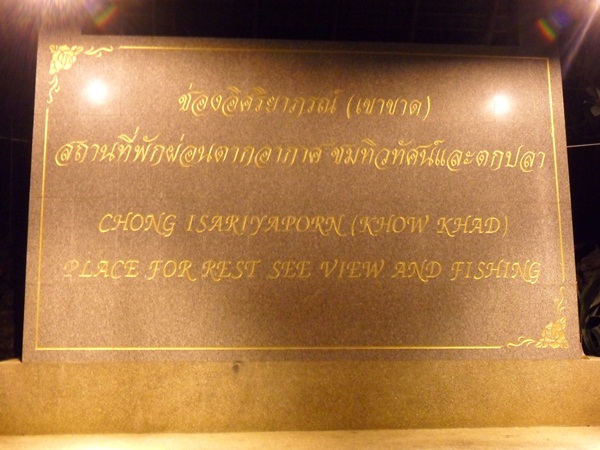 ช่องอิศริยาภรณ์ (เขาขาด)
สถานที่พักผ่อนตากอากาศ ชมทิวทัศน์และตกปลา
CHONG ISARIYAPORN (KHOW KHAD)
PLACE FOR REST SEE VIEW AND FISHING